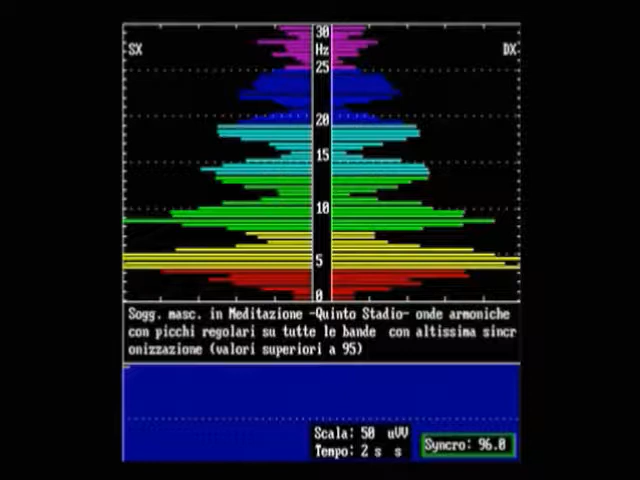 30
SX Hz DX
25
20
15
10
5
0
Sogg. masc. in Meditazione -Quinto Stadio- onde armoniche
con picchi regolari su tutte le bande con altissima sincr
onizzazione (valori superiori a 95)
Scala: 50 uVV
Tempo: 2 s s
Syncro: 96.0